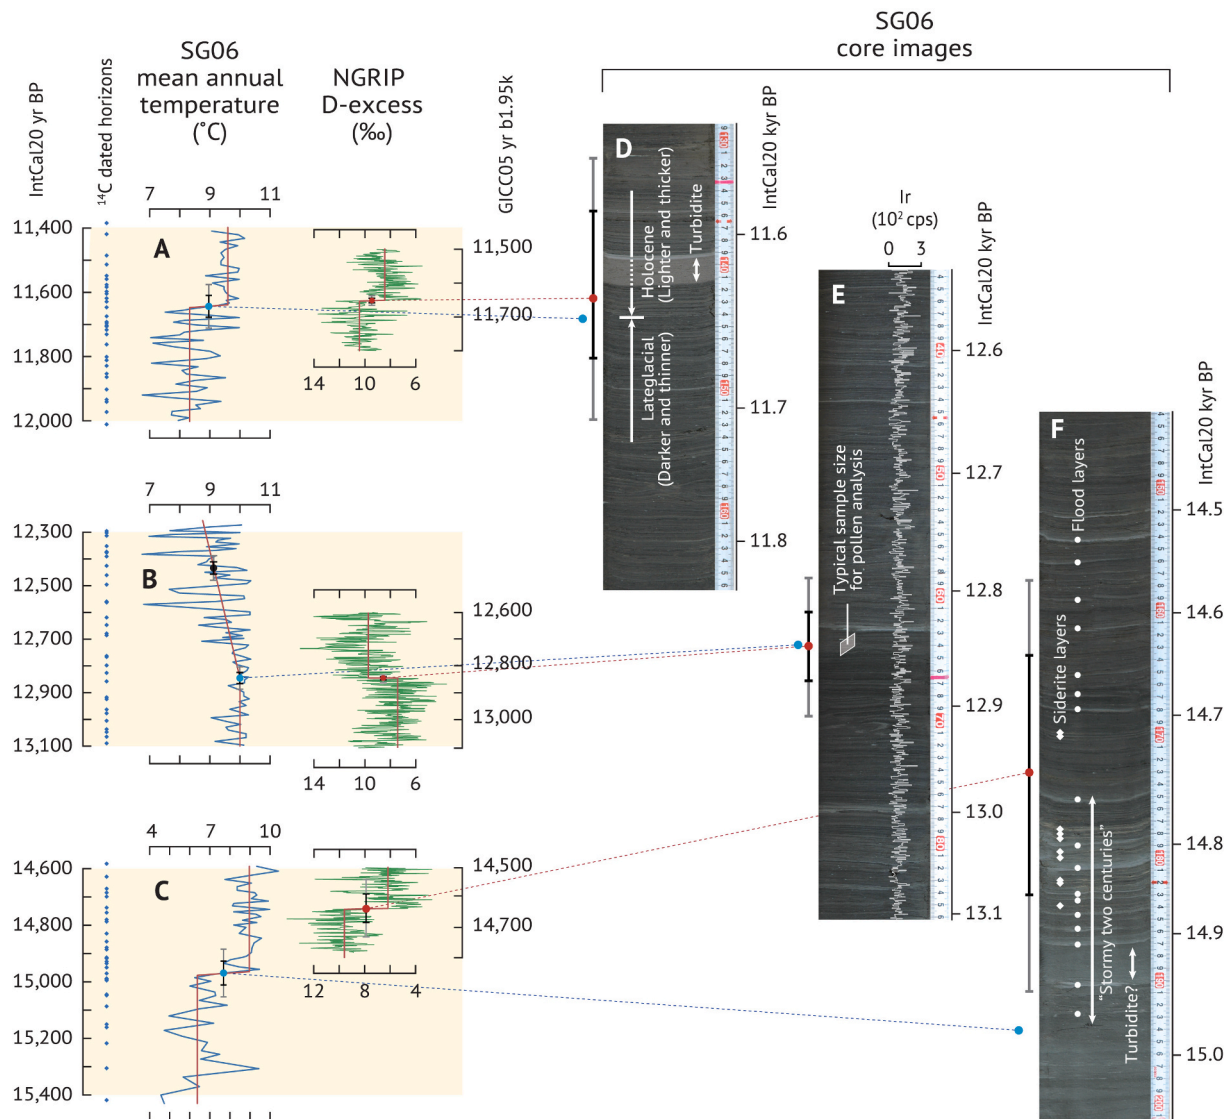 SG06
core images
SG06
mean annual
temperature
(˚C)
NGRIP
D-excess
(‰)
IntCal20 yr BP
¹⁴C dated horizons
GICC05 yr b1.95k
7 9 11
11,400
11,600
11,800
12,000
A
11,500
11,700
14 10 6
7 9 11
12,300
12,500
12,700
12,900
13,100
B
12,600
12,800
13,000
14 10 6
4 7 10
14,600
14,800
15,000
15,200
15,400
C
14,500
14,700
12 8 4
D
Holocene
(Lighter and thicker)
Turbidite
Lateglacial
(Darker and thinner)
IntCal20 kyr BP
11.6
11.7
11.8
Ir
(10² cps)
0 3
E
Typical sample size
for pollen analysis
IntCal20 kyr BP
12.6
12.7
12.8
12.9
13.0
13.1
F
Flood layers
Siderite layers
“Stormy two centuries”
Turbidite?
IntCal20 kyr BP
14.5
14.6
14.7
14.8
14.9
15.0